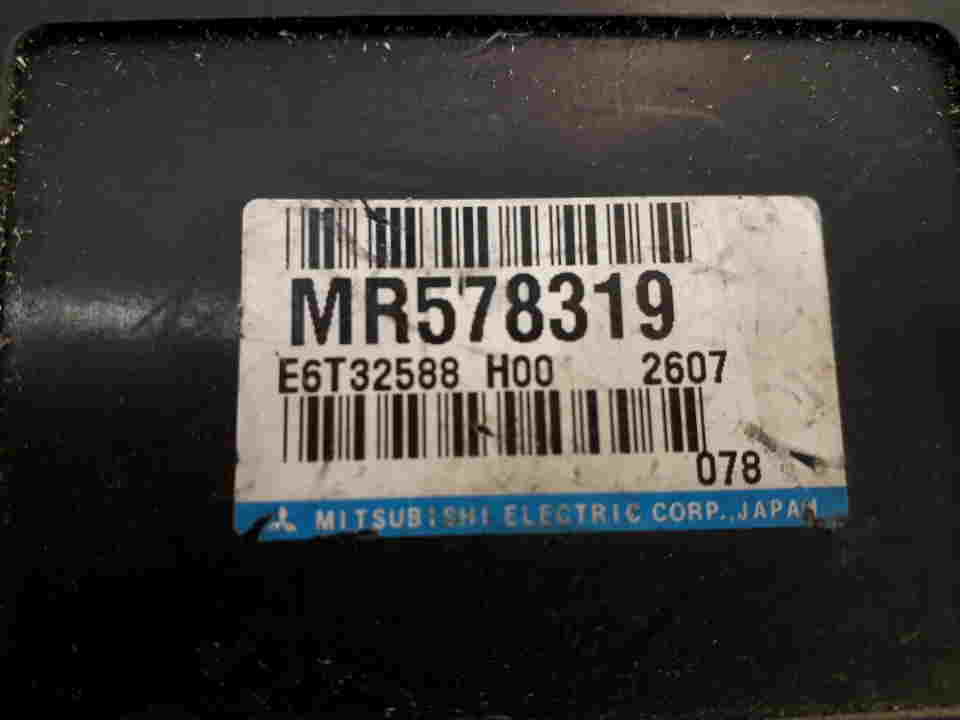 MR578319
E6T32588 H00 2607
078
MITSUBISHI ELECTRIC CORP.,JAPAN